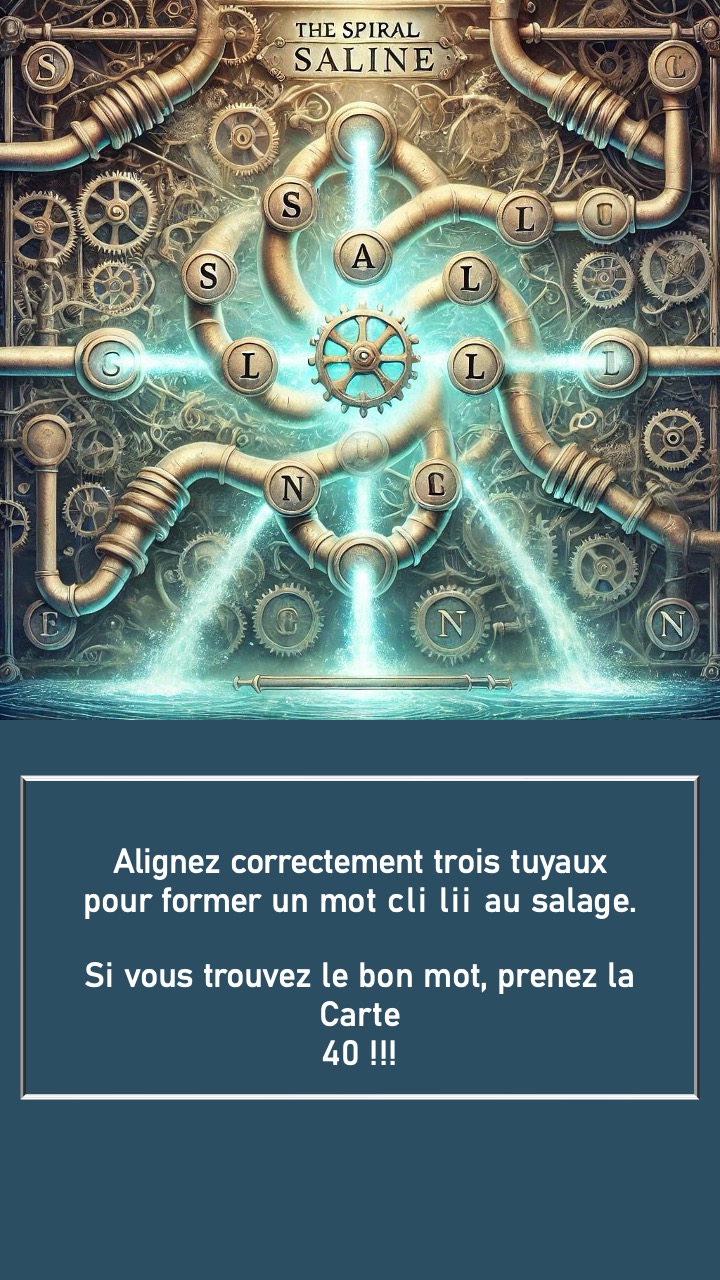 THE SPIRAL
SALINE
S
C
S
L
A
S
L
G
L
L
L
N
E
G
N
N
Alignez correctement trois tuyaux
pour former un mot cli lii au salage.
Si vous trouvez le bon mot, prenez la
Carte
40 !!!